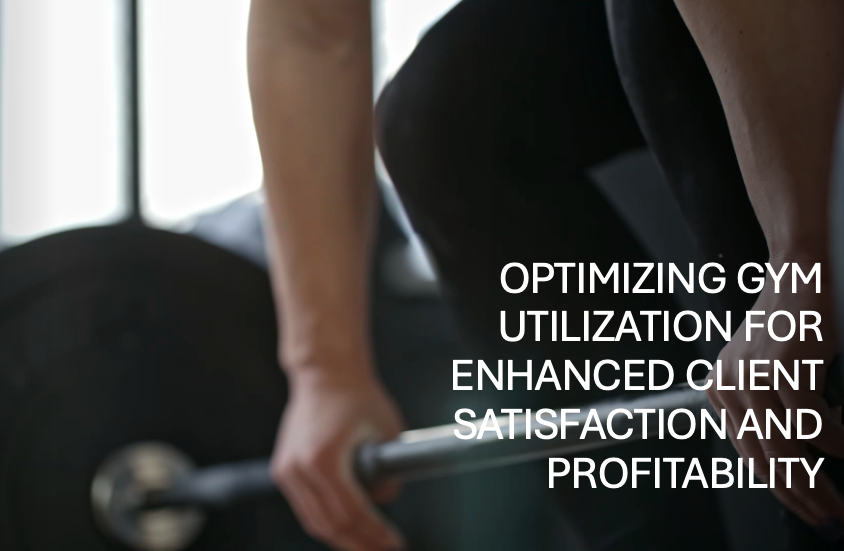 OPTIMIZING GYM
UTILIZATION FOR
ENHANCED CLIENT
SATISFACTION AND
PROFITABILITY